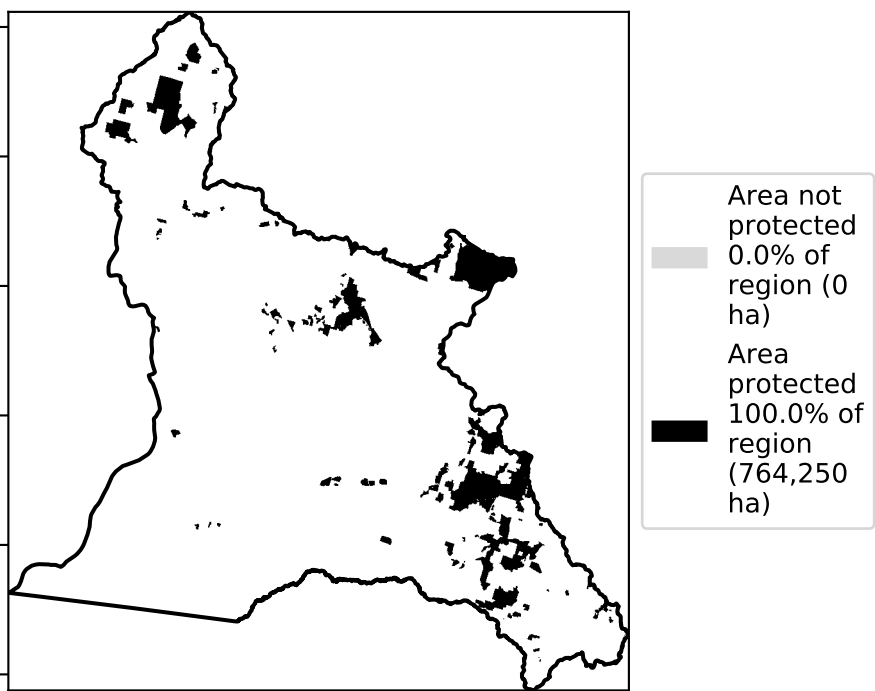 Area not
protected
0.0% of
region (0
ha)
Area
protected
100.0% of
region
(764,250
ha)